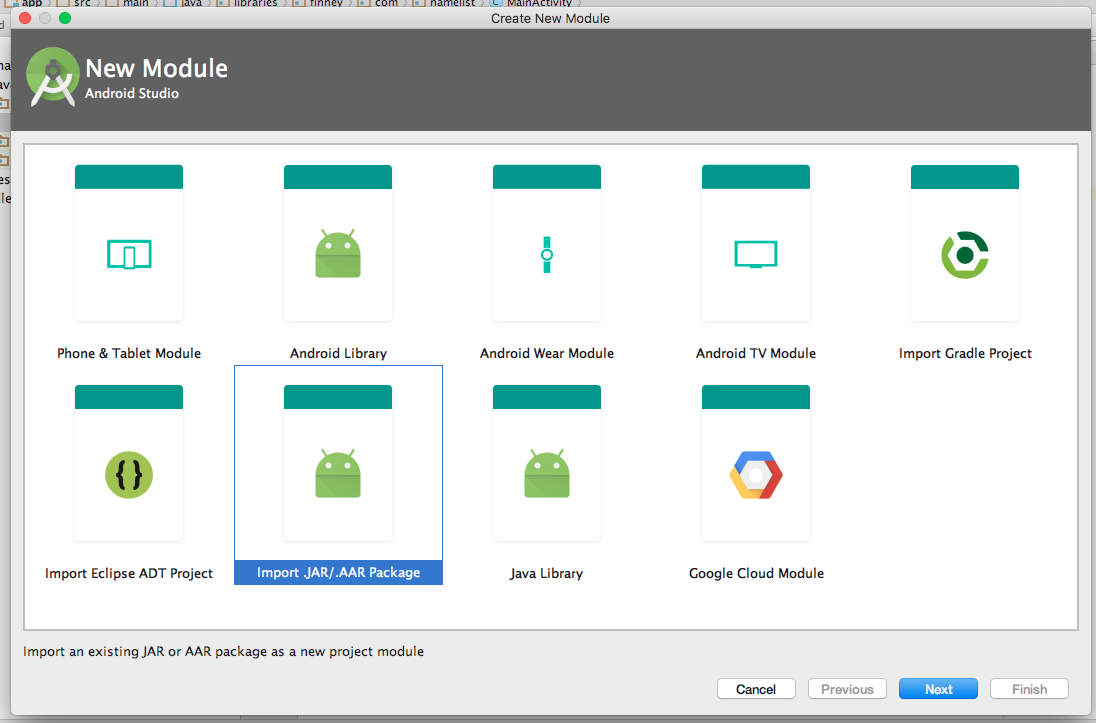 app src main java libraries finney com namelist C MainActivity
Create New Module
New Module
Android Studio
Phone & Tablet Module
Android Library
Android Wear Module
Android TV Module
Import Gradle Project
{}
Import Eclipse ADT Project
Import .JAR/.AAR Package
Java Library
Google Cloud Module
Import an existing JAR or AAR package as a new project module
Cancel
Previous
Next
Finish